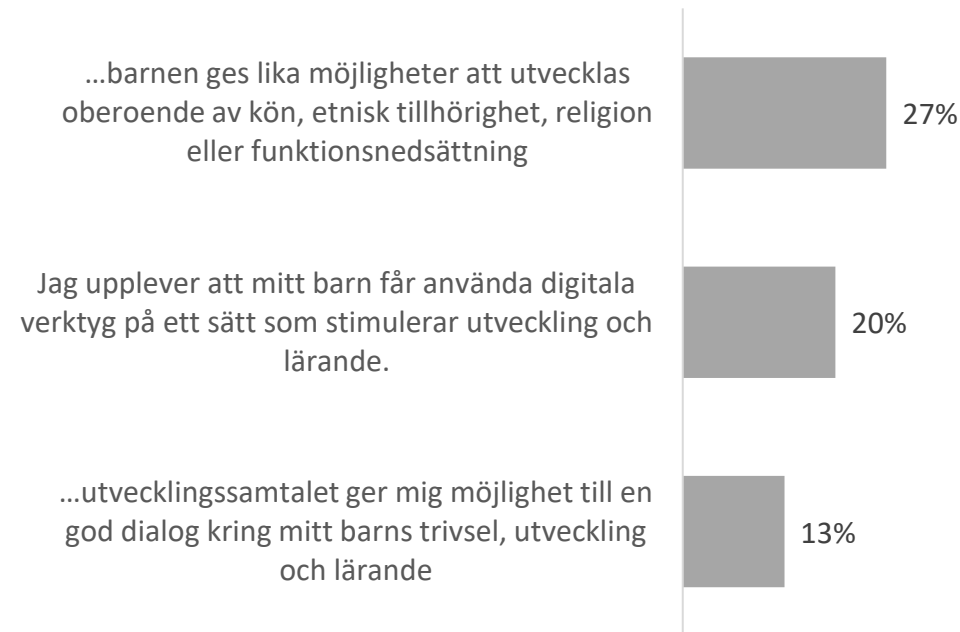 …barnen ges lika möjligheter att utvecklas
oberoende av kön, etnisk tillhörighet, religion
eller funktionsnedsättning
27%
Jag upplever att mitt barn får använda digitala
verktyg på ett sätt som stimulerar utveckling och
lärande.
20%
…utvecklingssamtalet ger mig möjlighet till en
god dialog kring mitt barns trivsel, utveckling
och lärande
13%